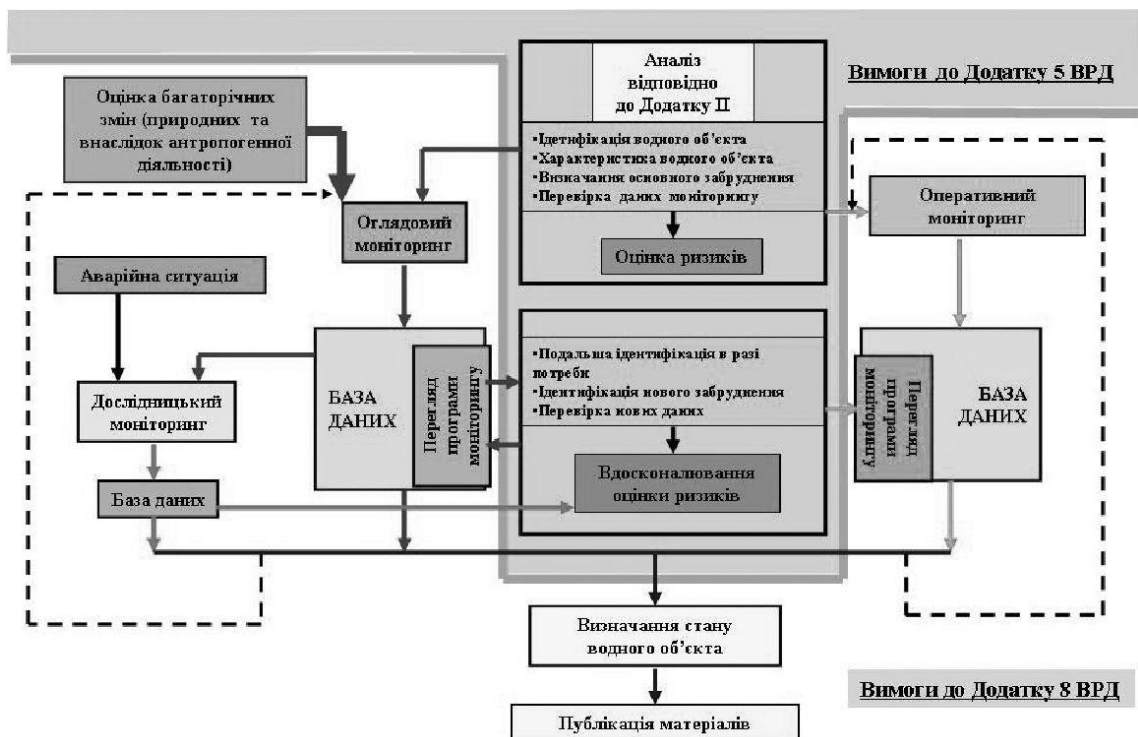 Аналіз
відповідно
до Додатку II
Вимоги до Додатку 5 ВРД
Оцінка багаторічних
змін (природних та
внаслідок антропогенної
діяльності)
•Ідетифікація водного об’єкта
•Характеристика водного об’єкта
•Визначання основного забруднення
•Перевірка даних моніторингу
Оцінка ризиків
Оглядовий
моніторинг
Оперативний
моніторинг
Аварійна ситуація
Дослідницький
моніторинг
База даних
БАЗА
ДАНИХ
Перегляд
програми
моніторингу
•Подальша ідентифікація в разі
потреби
•Ідентифікація нового забруднення
•Перевірка нових даних
Вдосконалювання
оцінки ризиків
Перегляд
програми
моніторингу
БАЗА
ДАНИХ
Визначання стану
водного об’єкта
Вимоги до Додатку 8 ВРД
Публікація матеріалів